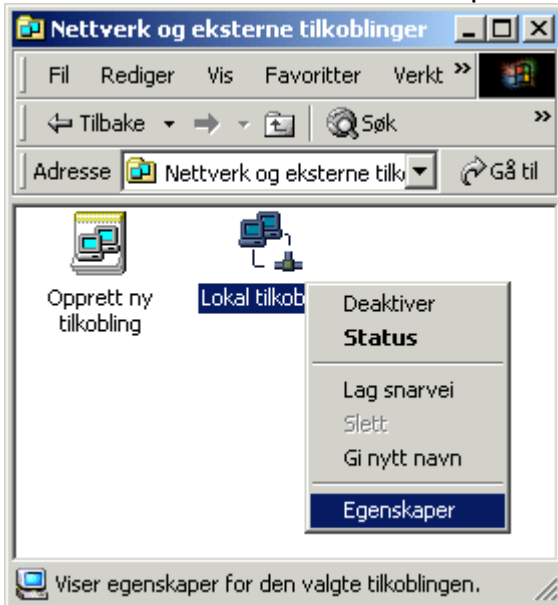 Nettverk og eksterne tilkoblinger
Fil Rediger Vis Favoritter Verkt »
Tilbake Søk »
Adresse Nettverk og eksterne tilk Gå til
Opprett ny
tilkobling
Lokal tilkob
Deaktiver
Status
Lag snarvei
Slett
Gi nytt navn
Egenskaper
Viser egenskaper for den valgte tilkoblingen.